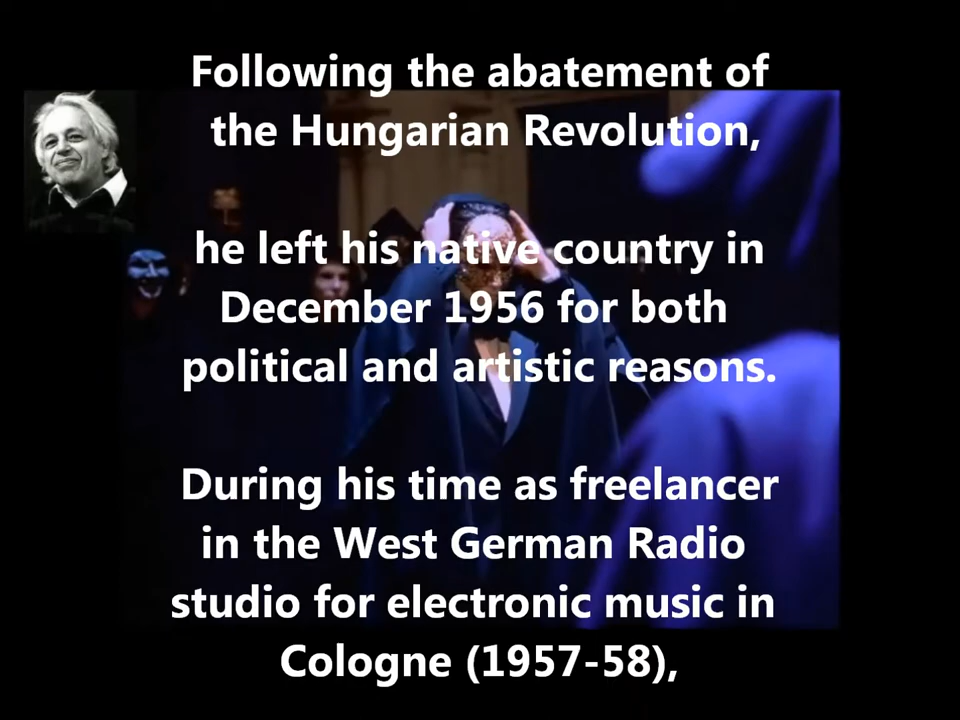 Following the abatement of
the Hungarian Revolution,
he left his native country in
December 1956 for both
political and artistic reasons.
During his time as freelancer
in the West German Radio
studio for electronic music in
Cologne (1957-58),